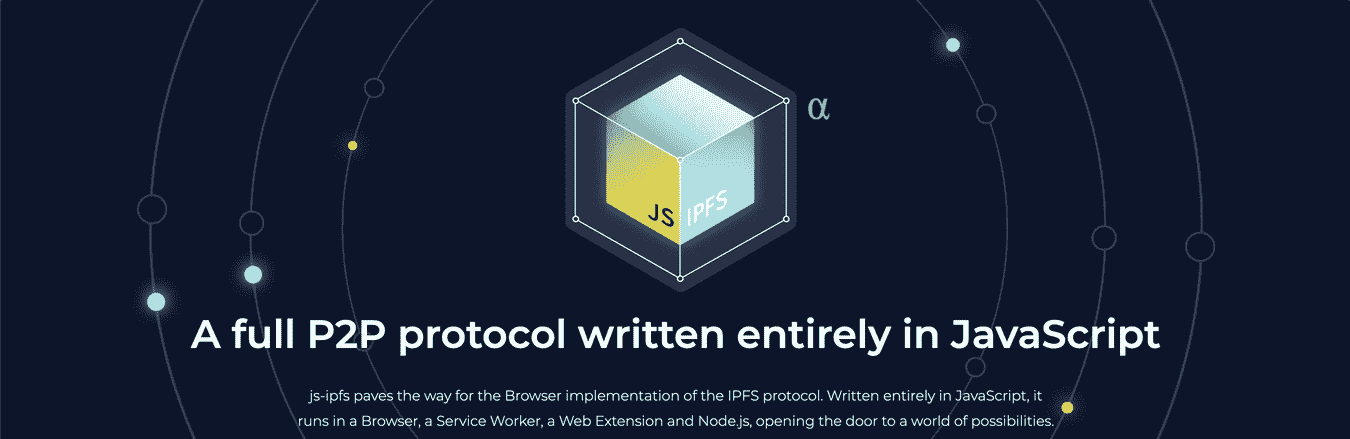 α
JS IPFS
A full P2P protocol written entirely in JavaScript
js-ipfs paves the way for the Browser implementation of the IPFS protocol. Written entirely in JavaScript, it
runs in a Browser, a Service Worker, a Web Extension and Node.js, opening the door to a world of possibilities.